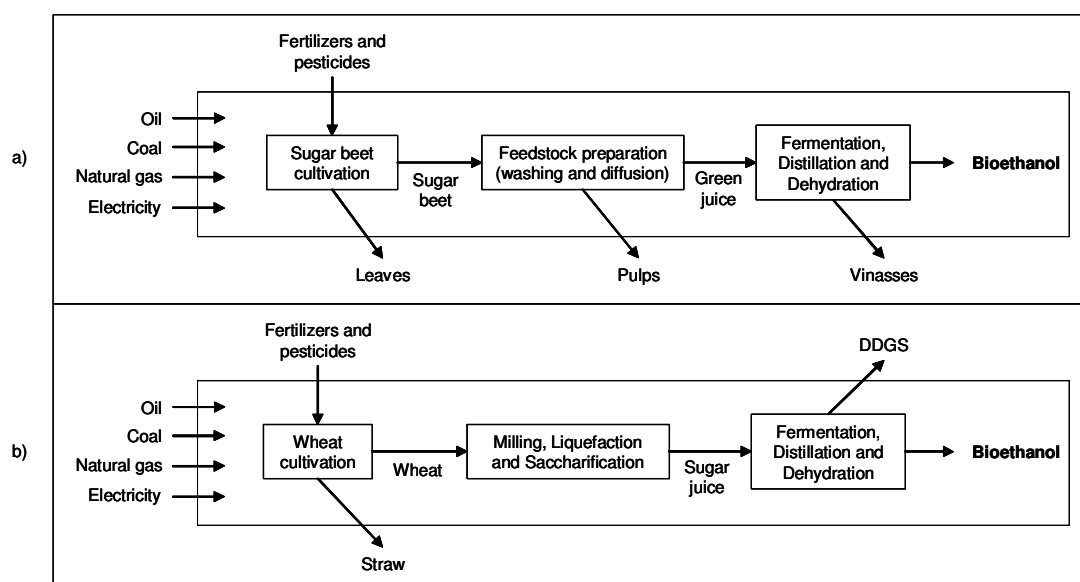 a)
Fertilizers and
pesticides
Oil
Coal
Natural gas
Electricity
Sugar beet
cultivation
Sugar
beet
Feedstock preparation
(washing and diffusion)
Green
juice
Fermentation,
Distillation and
Dehydration
Bioethanol
Leaves
Pulps
Vinasses
b)
Fertilizers and
pesticides
Oil
Coal
Natural gas
Electricity
Wheat
cultivation
Wheat
Milling, Liquefaction
and Saccharification
Sugar
juice
Fermentation,
Distillation and
Dehydration
DDGS
Bioethanol
Straw